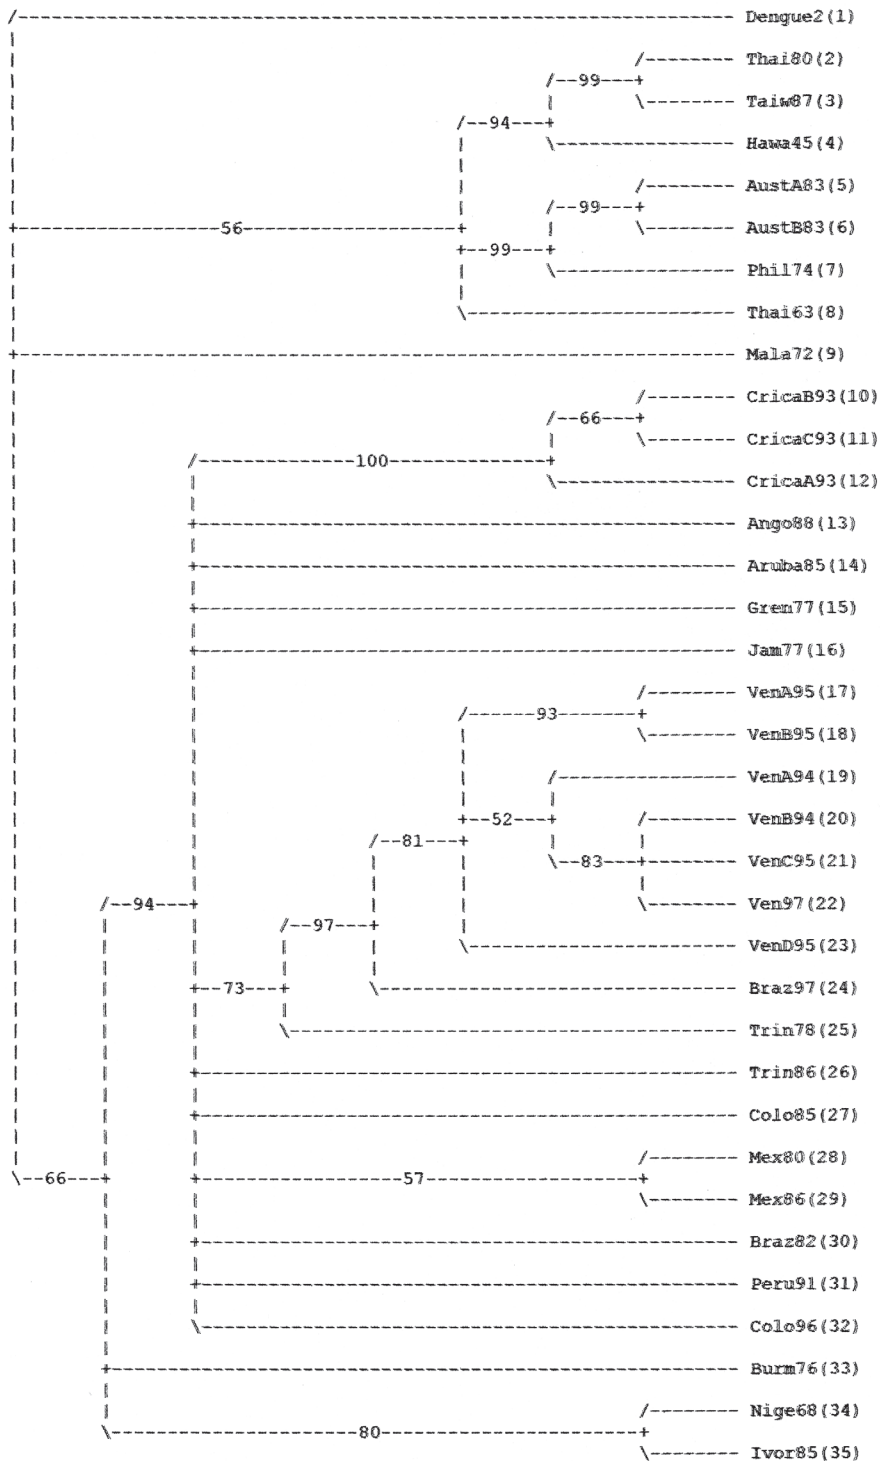 Dengue2(1)
Thai80(2)
99
Taiw87(3)
94
Hawa45(4)
AustA83(5)
99
56
AustB83(6)
99
Phil74(7)
Thai63(8)
Mala72(9)
CricaB93(10)
66
CricaC93(11)
100
CricaA93(12)
Ango88(13)
Aruba85(14)
Gren77(15)
Jam77(16)
VenA95(17)
93
VenB95(18)
VenA94(19)
52
VenB94(20)
81
83
VenC95(21)
94
Ven97(22)
97
VenD95(23)
73
Braz97(24)
Trin78(25)
Trin86(26)
Colo85(27)
Mex80(28)
66
57
Mex86(29)
Braz82(30)
Peru91(31)
Colo96(32)
Burm76(33)
Nige68(34)
80
Ivor85(35)